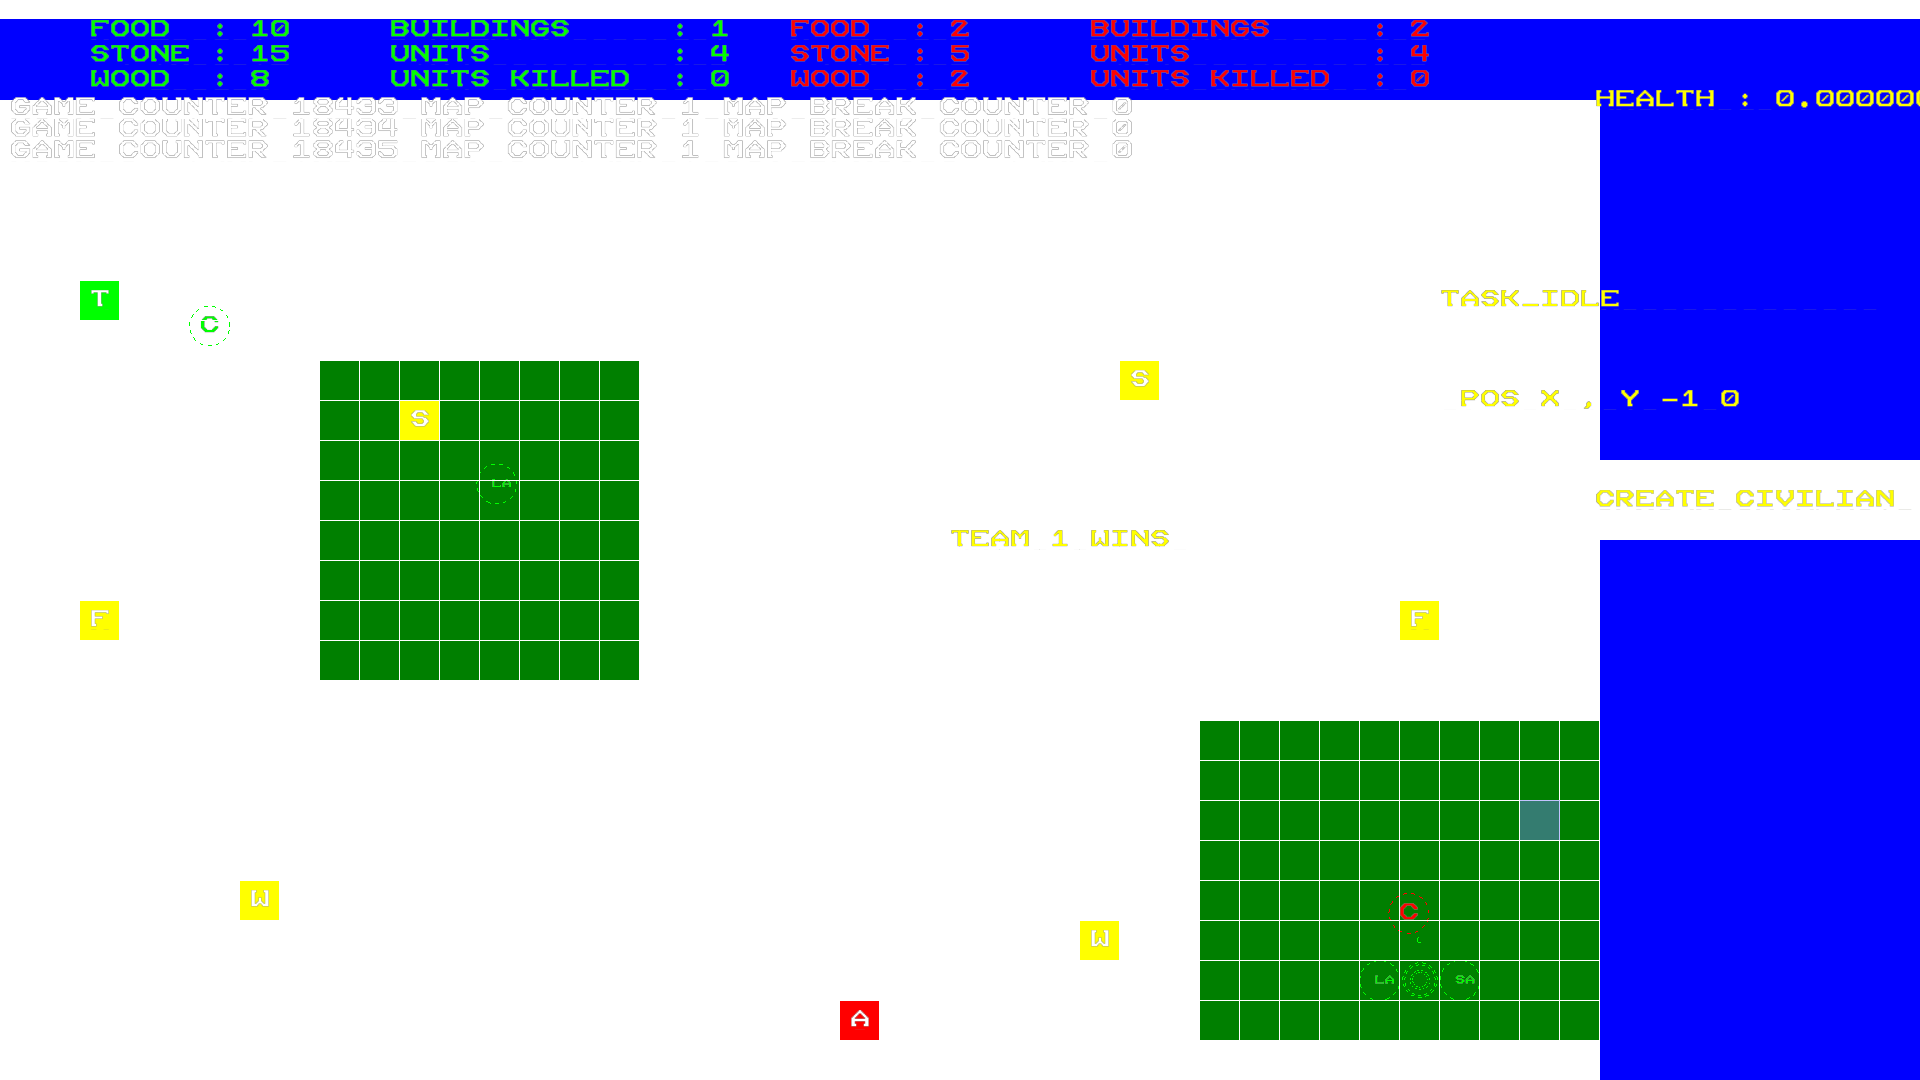 FOOD : 10 BUILDINGS : 1 FOOD : 2 BUILDINGS : 2
STONE : 15 UNITS : 4 STONE : 5 UNITS : 4
WOOD : 8 UNITS KILLED : 0 WOOD : 2 UNITS KILLED : 0
HEALTH : 0.000000
GAME COUNTER 18433 MAP COUNTER 1 MAP BREAK COUNTER 0
GAME COUNTER 18434 MAP COUNTER 1 MAP BREAK COUNTER 0
GAME COUNTER 18435 MAP COUNTER 1 MAP BREAK COUNTER 0
T
TASK_IDLE
C
S
POS X , Y -1 0
S
LA
CREATE CIVILIAN
TEAM 1 WINS
F
F
W
C
W
LA
SA
A